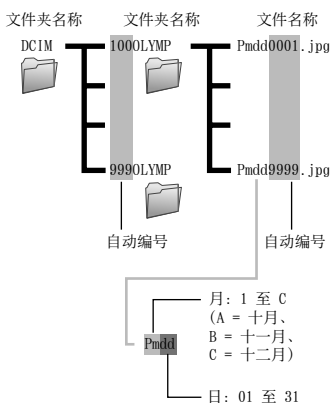 文件夹名称 文件夹名称 文件名称
DCIM 100OLYMP Pmdd0001.jpg
999OLYMP Pmdd9999.jpg
自动编号 自动编号
月: 1 至 C
(A = 十月、
B = 十一月、
C = 十二月)
Pmdd
日: 01 至 31